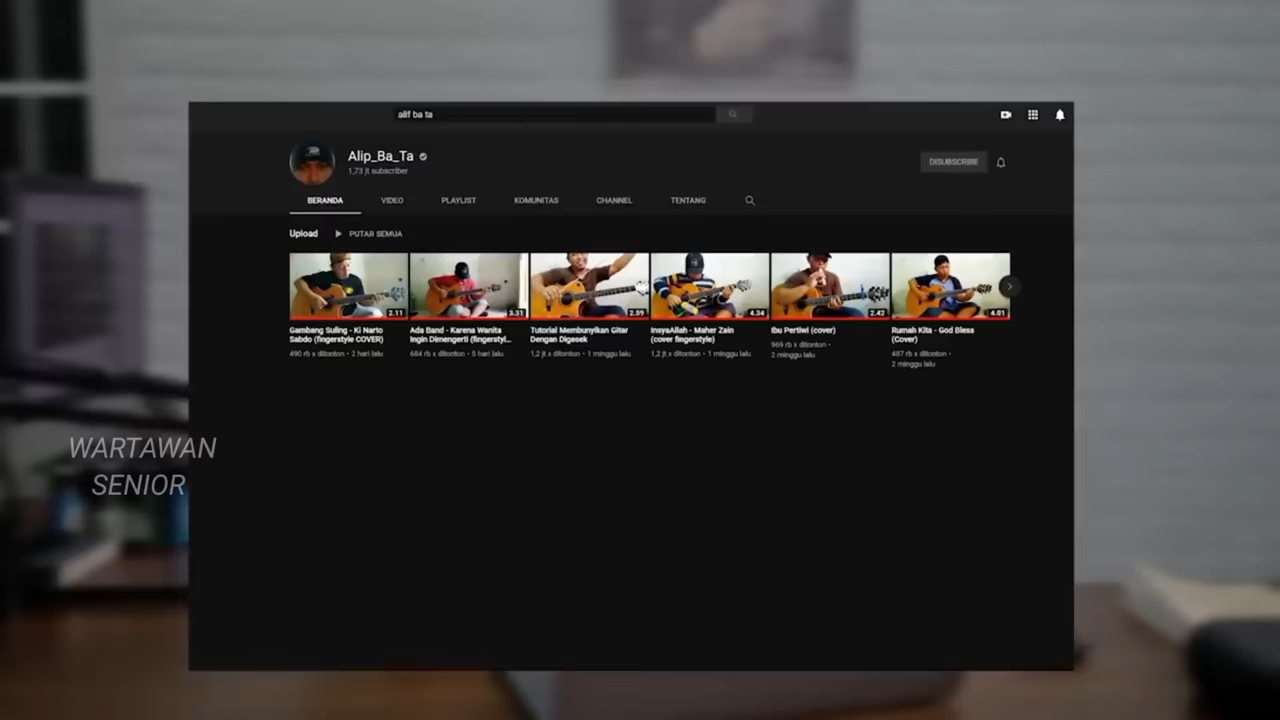 alif ba ta
Alip_Ba_Ta
1,73 jt subscriber
DISUBSCRIBE
BERANDA VIDEO PLAYLIST KOMUNITAS CHANNEL TENTANG
Upload PUTAR SEMUA
2.11 3.31 2.59 4.34 2.42 4.01
Gambang Suling - Ki Narto
Sabdo (fingerstyle COVER)
490 rb x ditonton • 2 hari lalu
Ada Band - Karena Wanita
Ingin Dimengerti (fingerstyl...
684 rb x ditonton • 5 hari lalu
Tutorial Membunyikan Gitar
Dengan Digesek
1,2 jt x ditonton • 1 minggu lalu
InsyaAllah - Maher Zain
(cover fingerstyle)
1,2 jt x ditonton • 1 minggu lalu
Ibu Pertiwi (cover)
969 rb x ditonton •
2 minggu lalu
Rumah Kita - God Bless
(Cover)
487 rb x ditonton •
2 minggu lalu
WARTAWAN
SENIOR